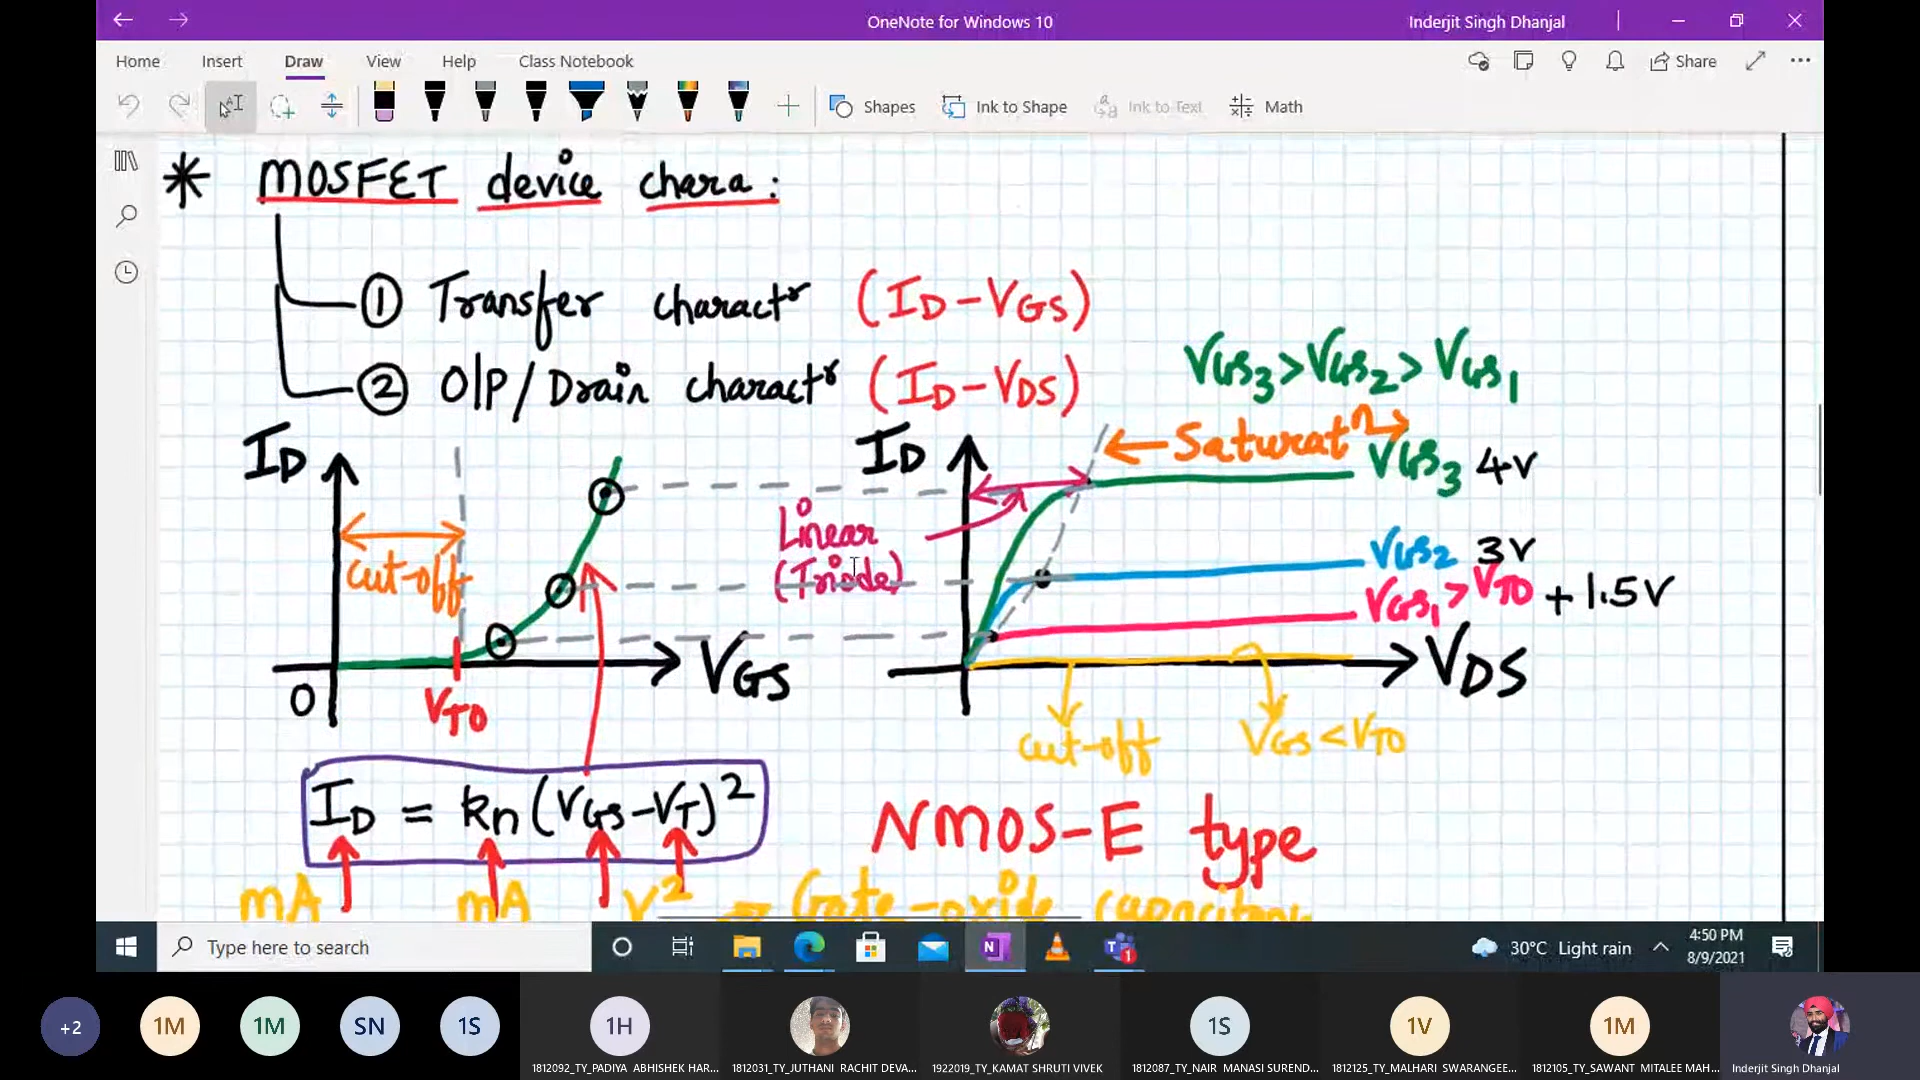 OneNote for Windows 10
Inderjit Singh Dhanjal
Home Insert Draw View Help Class Notebook
Share
Shapes Ink to Shape Ink to Text Math
* MOSFET device chara :
① Transfer charactʳ (ID-VGS)
② O/P/Drain charactʳ (ID-VDS)
VGS3 > VGS2 > VGS1
ID
ID
Saturatⁿ
VGS3 4V
cut-off
Linear
(Triode)
VGS2 3V
VGS1 > VTO + 1.5V
0
VTO
VGS
VDS
cut-off
VGS < VTO
ID = kn (VGS-VT)²
NMOS-E type
mA mA V² Gate-oxide
Type here to search
1
30°C Light rain
4:50 PM
8/9/2021
+2 1M 1M SN 1S 1H 1S 1V 1M
1812092_TY_PADIYA ABHISHEK HAR...
1812031_TY_JUTHANI RACHIT DEVA...
1922019_TY_KAMAT SHRUTI VIVEK
1812087_TY_NAIR MANASI SUREND...
1812125_TY_MALHARI SWARANGEE...
1812105_TY_SAWANT MITALEE MAH...
Inderjit Singh Dhanjal